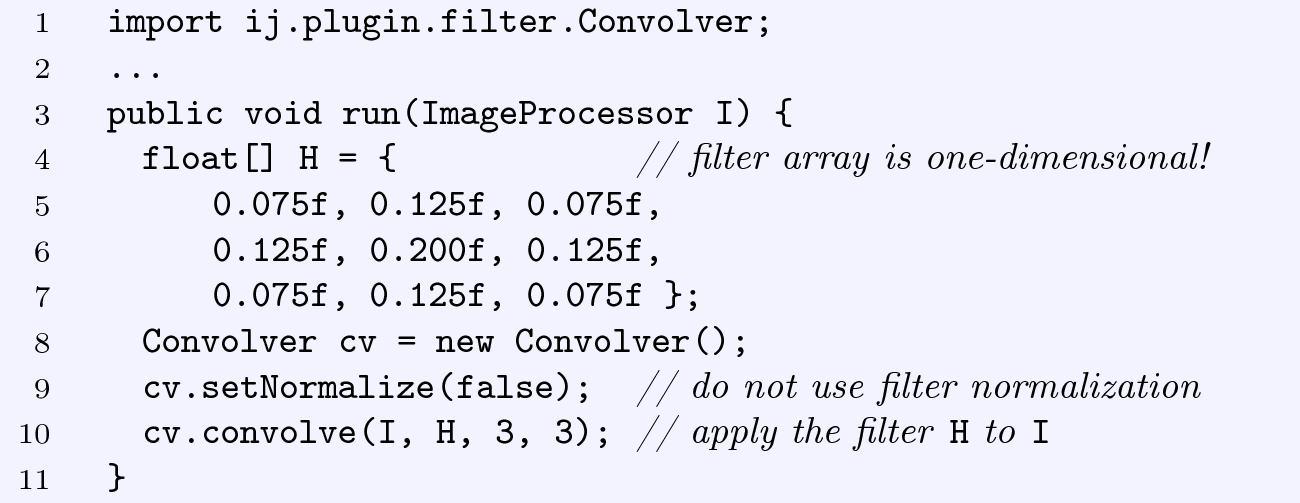 1 import ij.plugin.filter.Convolver;
2 ...
3 public void run(ImageProcessor I) {
4 float[] H = { // filter array is one-dimensional!
5 0.075f, 0.125f, 0.075f,
6 0.125f, 0.200f, 0.125f,
7 0.075f, 0.125f, 0.075f };
8 Convolver cv = new Convolver();
9 cv.setNormalize(false); // do not use filter normalization
10 cv.convolve(I, H, 3, 3); // apply the filter H to I
11 }